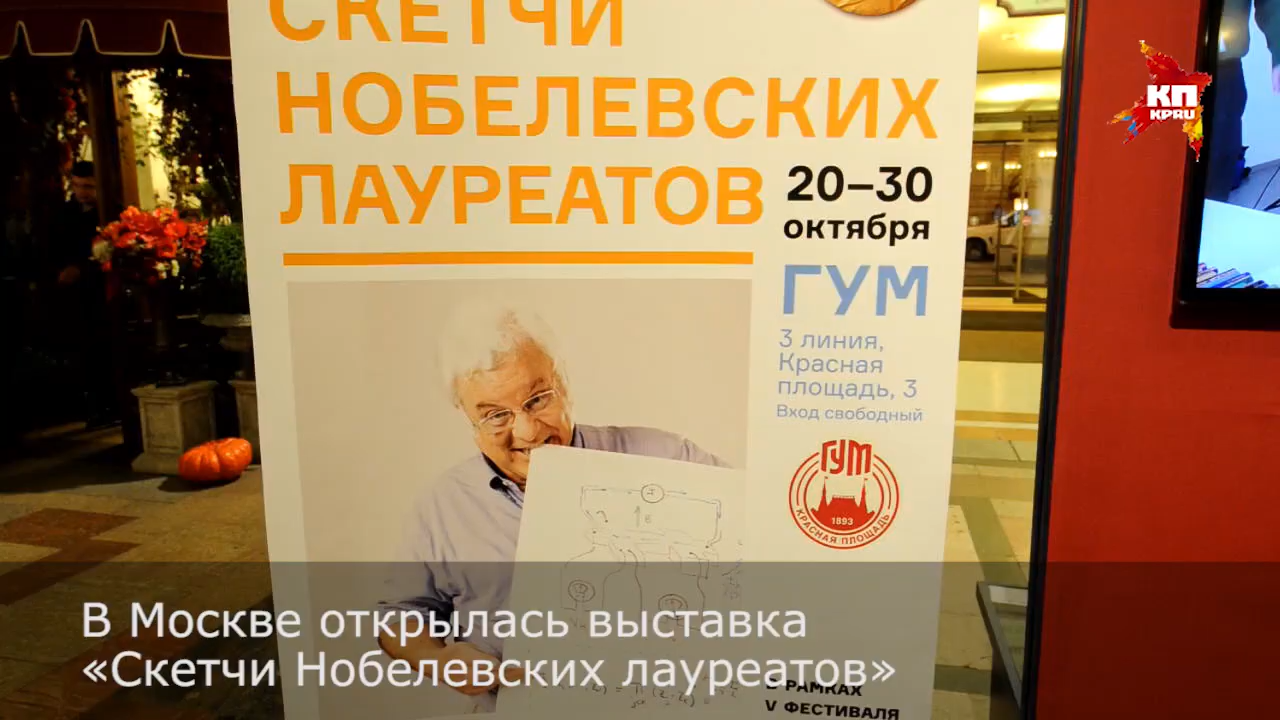 СКЕТЧИ
НОБЕЛЕВСКИХ
ЛАУРЕАТОВ
20–30
октября
ГУМ
3 линия,
Красная
площадь, 3
Вход свободный
ГУМ
1893
КРАСНАЯ ПЛОЩАДЬ
КП
KP.RU
В Москве открылась выставка
«Скетчи Нобелевских лауреатов»
В РАМКАХ
V ФЕСТИВАЛЯ